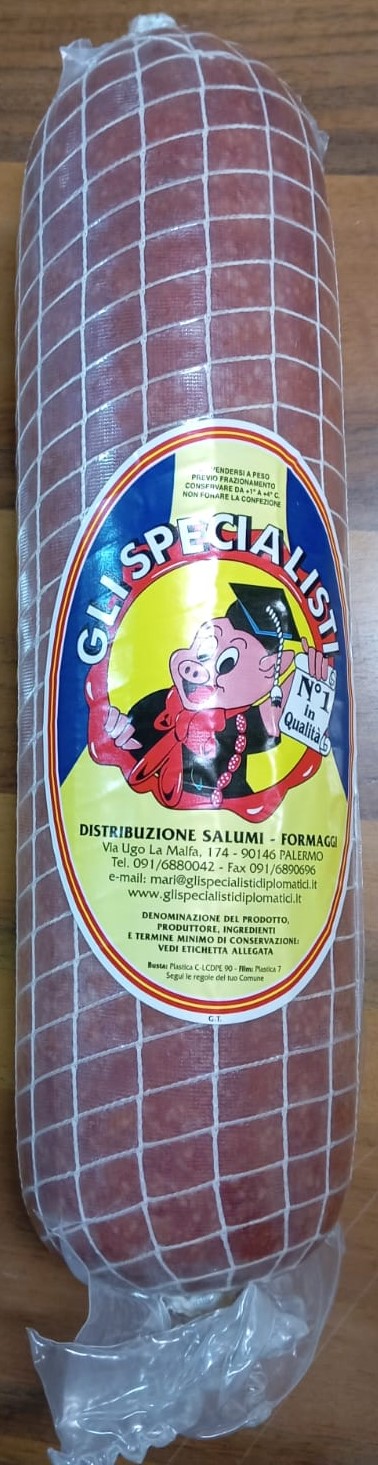 VENDERSI A PESO
PREVIO FRAZIONAMENTO
CONSERVARE DA +1° A +4° C.
NON FORARE LA CONFEZIONE
GLI SPECIALISTI
N°1
in
Qualità
DISTRIBUZIONE SALUMI - FORMAGGI
Via Ugo La Malfa, 174 - 90146 PALERMO
Tel. 091/6880042 - Fax 091/6890696
e-mail: mari@glispecialistidiplomatici.it
www.glispecialistidiplomatici.it
DENOMINAZIONE DEL PRODOTTO,
PRODUTTORE, INGREDIENTI
E TERMINE MINIMO DI CONSERVAZIONE:
VEDI ETICHETTA ALLEGATA
Busta: Plastica C-LDPE 90 - Film: Plastica 7
Segui le regole del tuo Comune
G.T.